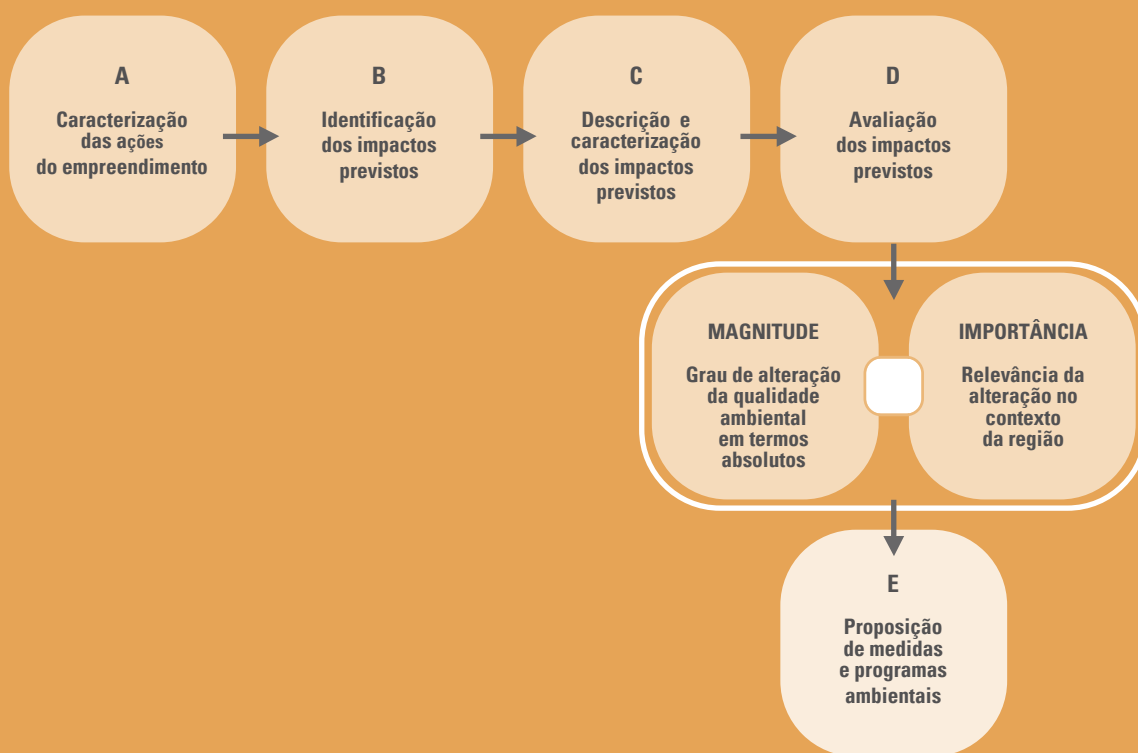 A
Caracterização
das ações
do empreendimento
B
Identificação
dos impactos
previstos
C
Descrição e
caracterização
dos impactos
previstos
D
Avaliação
dos impactos
previstos
MAGNITUDE
Grau de alteração
da qualidade
ambiental
em termos
absolutos
IMPORTÂNCIA
Relevância da
alteração no
contexto
da região
E
Proposição
de medidas
e programas
ambientais